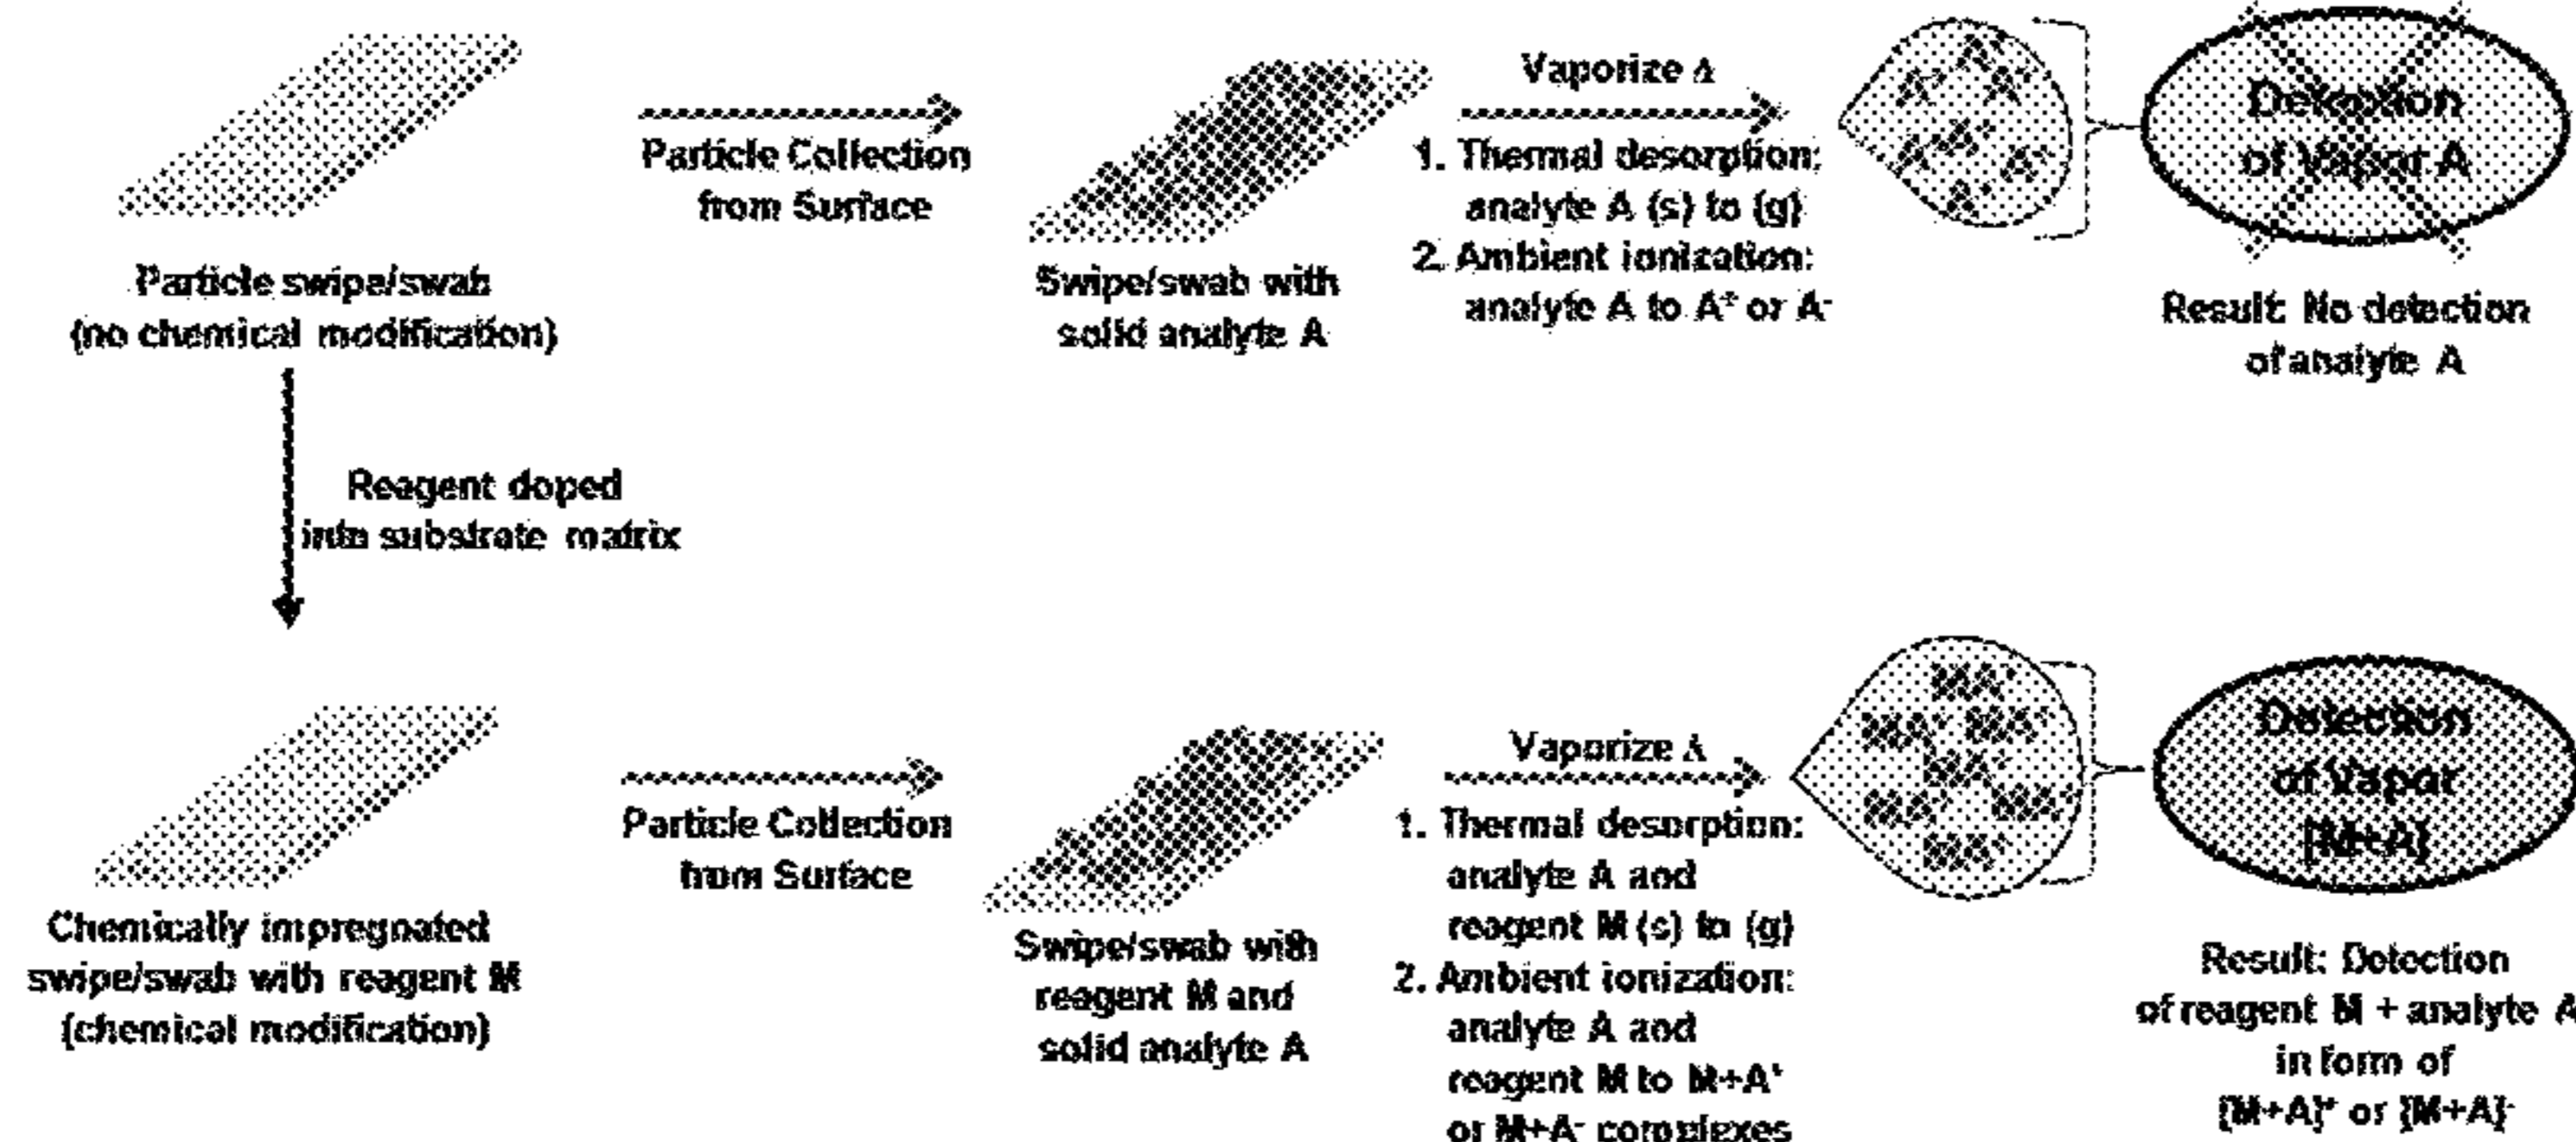 Particle swipe/swab
(no chemical modification)
Particle Collection
from Surface
Swipe/swab with
solid analyte A
Vaporize Δ
1. Thermal desorption:
analyte A (s) to (g)
2. Ambient ionization:
analyte A to A⁺ or A⁻
Detection
of Vapor A
Result: No detection
of analyte A
Reagent doped
into substrate matrix
Chemically impregnated
swipe/swab with reagent M
(chemical modification)
Particle Collection
from Surface
Swipe/swab with
reagent M and
solid analyte A
Vaporize Δ
1. Thermal desorption:
analyte A and
reagent M (s) to (g)
2. Ambient ionization:
analyte A and
reagent M to M+A⁺
or M+A⁻ complexes
Detection
of Vapor
[M+A]
Result: Detection
of reagent M + analyte A
in form of
[M+A]⁺ or [M+A]⁻